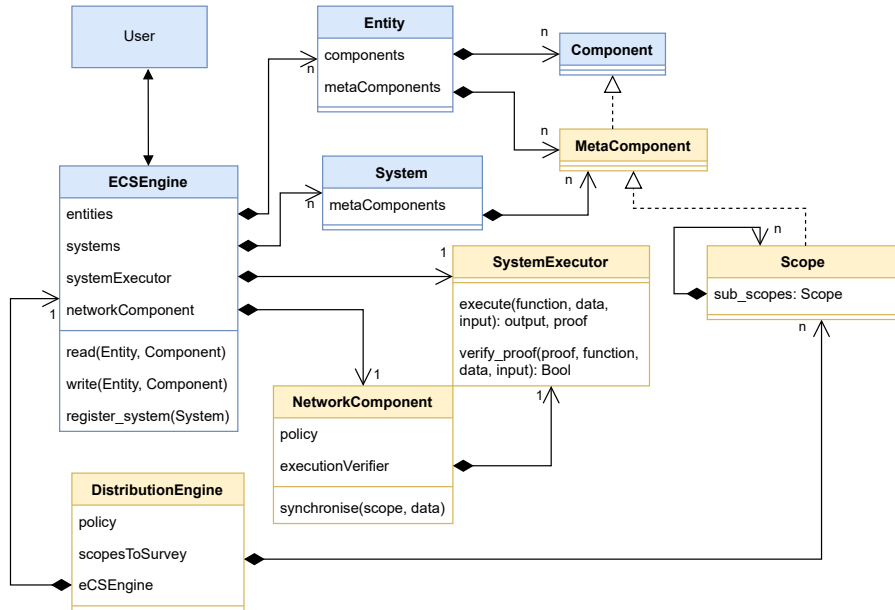 User
Entity
components
metaComponents
n
n
n
Component
MetaComponent
n
ECSEngine
entities
systems
systemExecutor
networkComponent
read(Entity, Component)
write(Entity, Component)
register_system(System)
1
System
metaComponents
n
SystemExecutor
execute(function, data,
input): output, proof
verify_proof(proof, function,
data, input): Bool
1
1
n
Scope
sub_scopes: Scope
n
1
NetworkComponent
policy
executionVerifier
synchronise(scope, data)
DistributionEngine
policy
scopesToSurvey
eCSEngine